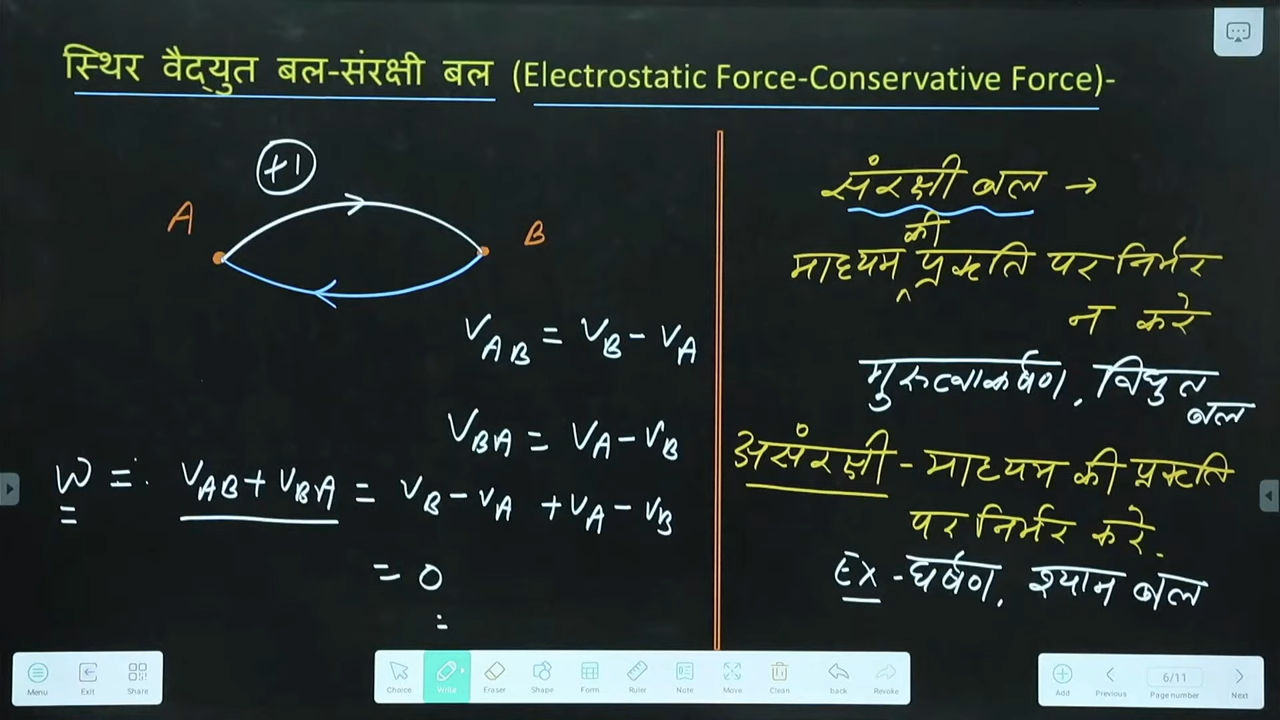 स्थिर वैद्युत बल-संरक्षी बल (Electrostatic Force-Conservative Force)-
+1
A
B
V_AB = V_B - V_A
V_BA = V_A - V_B
W = V_AB + V_BA = V_B - V_A + V_A - V_B
= 0
संरक्षी बल →
की
माध्यम ^ प्रकृति पर निर्भर
न करे
गुरुत्वाकर्षण, विधुत
बल
असंरक्षी - माध्यम की प्रकृति
पर निर्भर करे.
Ex - घर्षण, श्यान बल
Menu Exit Share
Choice Write Eraser Shape Form Ruler Note Move Clean back Revoke
Add Previous 6/11 Page number Next